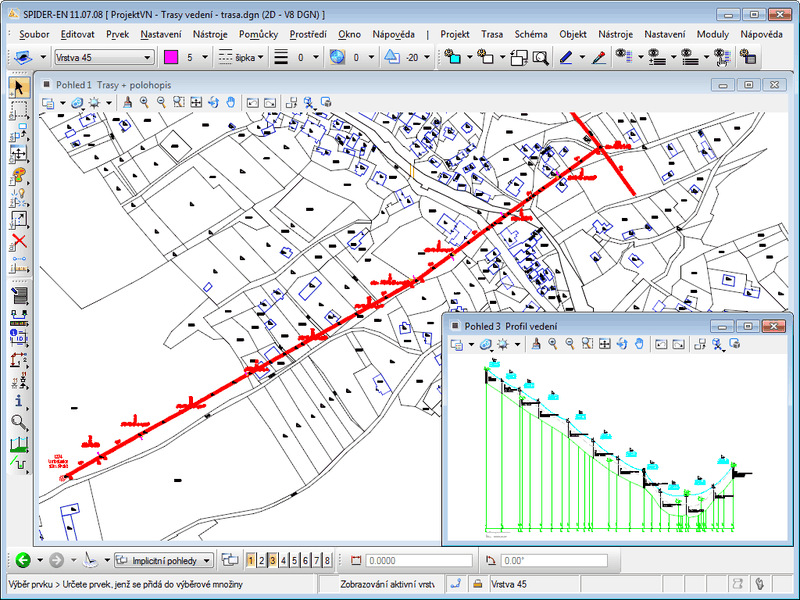 SPIDER-EN 11.07.08 [ ProjektVN - Trasy vedení - trasa.dgn (2D - V8 DGN) ]
Soubor Editovat Prvek Nastavení Nástroje Pomůcky Prostředí Okno Nápověda | Projekt Trasa Schéma Objekt Nástroje Nastavení Moduly Nápověda
Vrstva 45 5 šipka 0 0 -20
Pohled 1 Trasy + polohopis
Pohled 3 Profil vedení
Implicitní pohledy 1 2 3 4 5 6 7 8 0.0000 0.00°
Výběr prvku > Určete prvek, jenž se přidá do výběrové množiny Zobrazování aktivní vrstv Vrstva 45